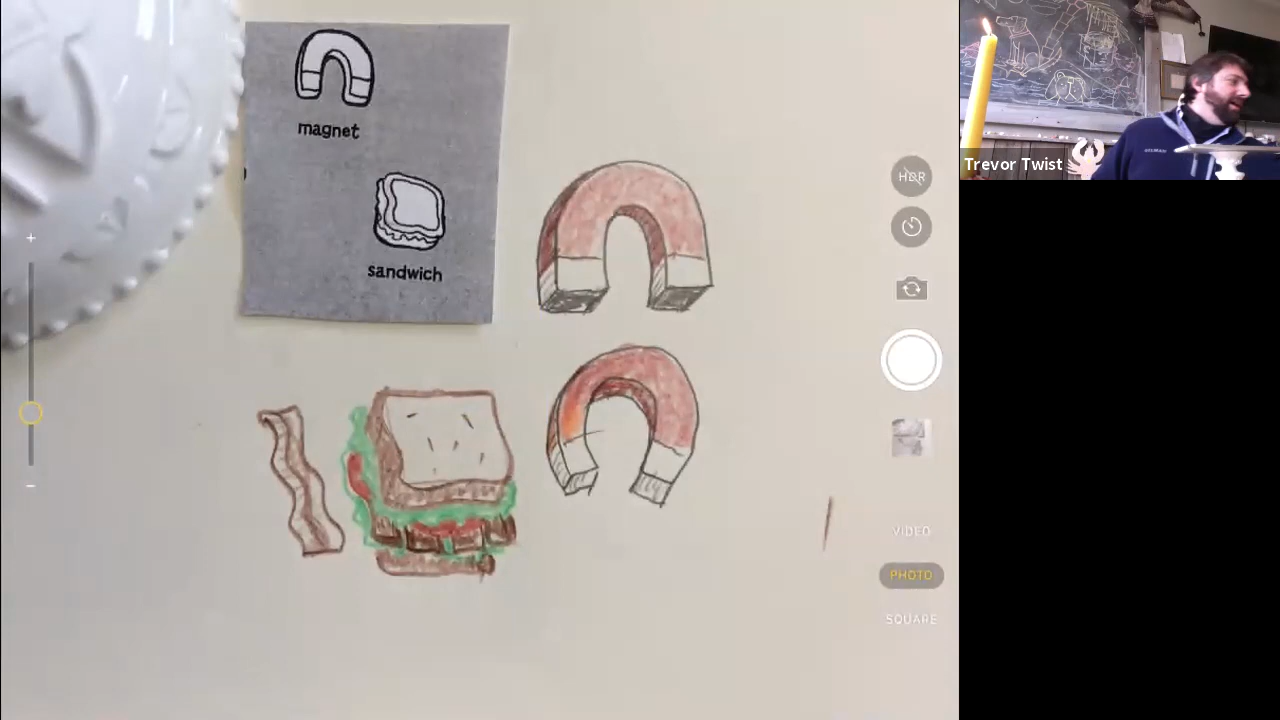 magnet
sandwich
HDR
VIDEO
PHOTO
SQUARE
Trevor Twist